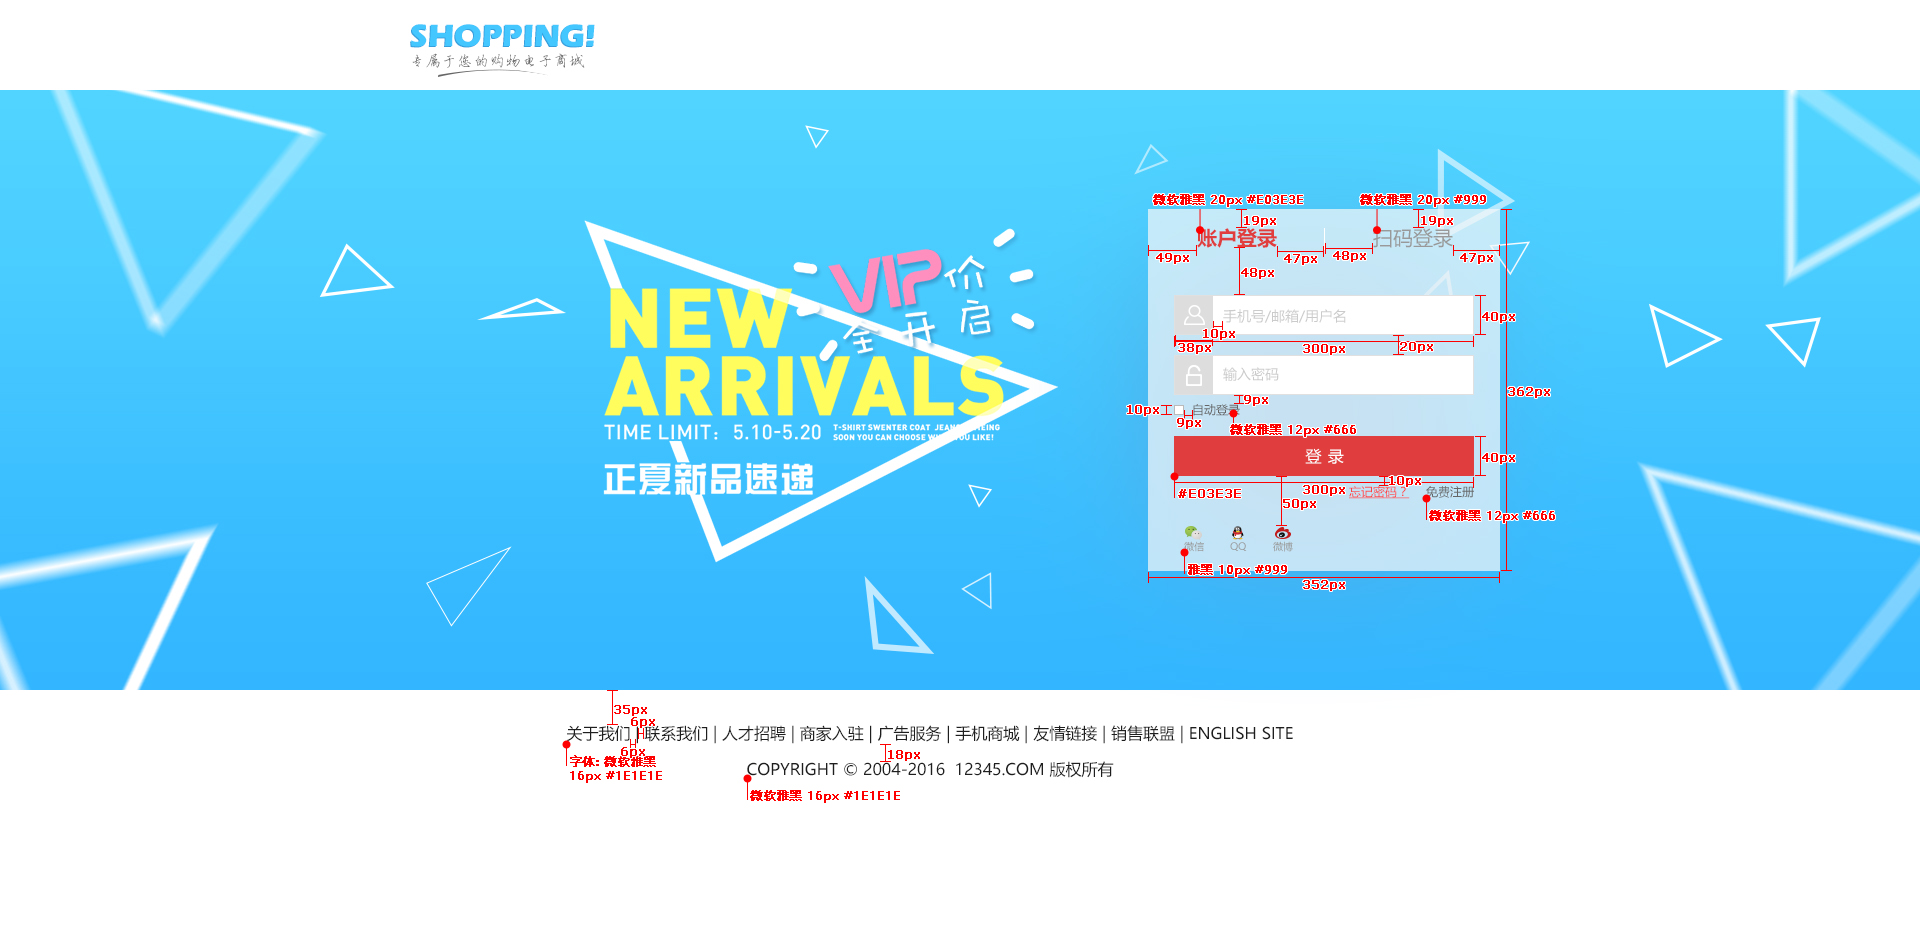 SHOPPING!
专属于您的购物电子商城
微软雅黑 20px #E03E3E
微软雅黑 20px #999
19px
19px
账户登录
扫码登录
49px
47px
48px
47px
48px
VIP价
全开启
NEW
ARRIVALS
TIME LIMIT: 5.10-5.20
T-SHIRT SWENTER COAT JEANS
SOON YOU CAN CHOOSE WHAT YOU LIKE!
正夏新品速递
手机号/邮箱/用户名
40px
10px
38px
300px
20px
输入密码
362px
9px
10px
自动登录
9px
微软雅黑 12px #666
登 录
40px
10px
#E03E3E
300px
忘记密码？
免费注册
50px
微软雅黑 12px #666
微信
QQ
微博
雅黑 10px #999
352px
35px
6px
关于我们 | 联系我们 | 人才招聘 | 商家入驻 | 广告服务 | 手机商城 | 友情链接 | 销售联盟 | ENGLISH SITE
6px
18px
字体: 微软雅黑
16px #1E1E1E
COPYRIGHT © 2004-2016 12345.COM 版权所有
微软雅黑 16px #1E1E1E